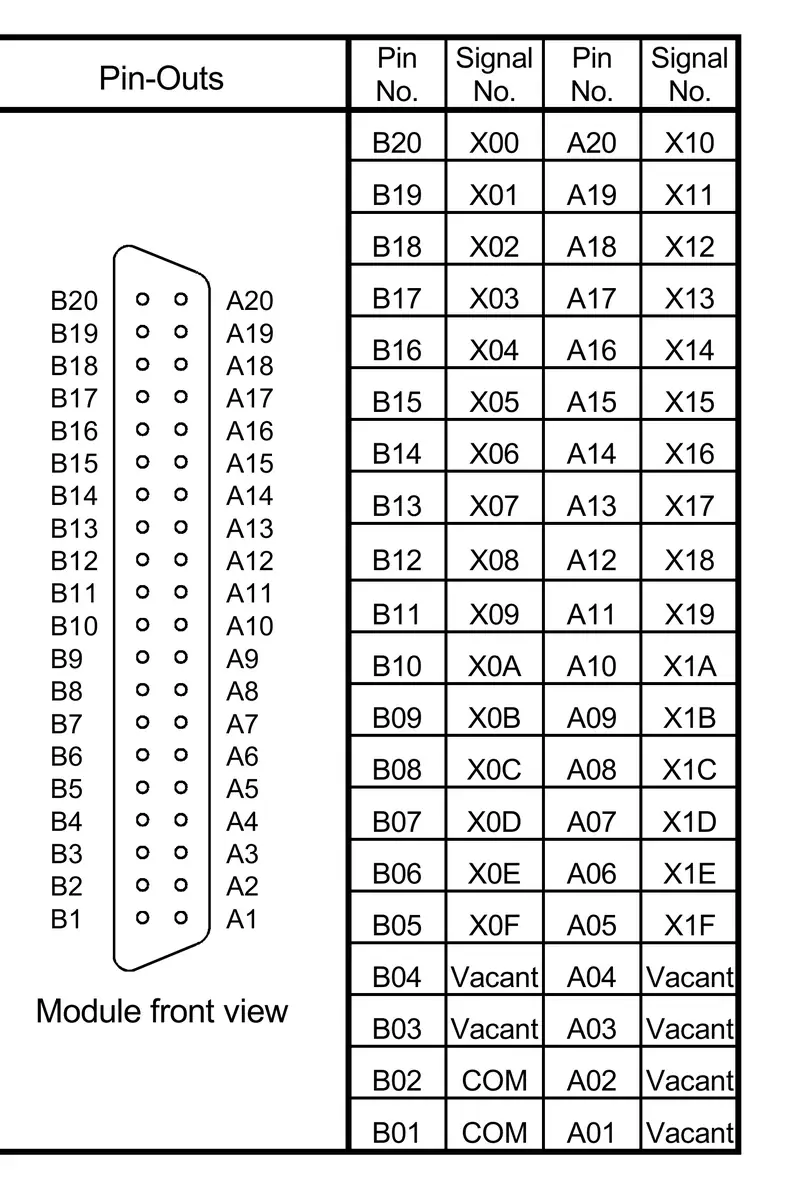 Pin-Outs
Pin No. Signal No. Pin No. Signal No.
B20 A20
B19 A19
B18 A18
B17 A17
B16 A16
B15 A15
B14 A14
B13 A13
B12 A12
B11 A11
B10 A10
B9 A9
B8 A8
B7 A7
B6 A6
B5 A5
B4 A4
B3 A3
B2 A2
B1 A1
Module front view
B20 X00 A20 X10
B19 X01 A19 X11
B18 X02 A18 X12
B17 X03 A17 X13
B16 X04 A16 X14
B15 X05 A15 X15
B14 X06 A14 X16
B13 X07 A13 X17
B12 X08 A12 X18
B11 X09 A11 X19
B10 X0A A10 X1A
B09 X0B A09 X1B
B08 X0C A08 X1C
B07 X0D A07 X1D
B06 X0E A06 X1E
B05 X0F A05 X1F
B04 Vacant A04 Vacant
B03 Vacant A03 Vacant
B02 COM A02 Vacant
B01 COM A01 Vacant